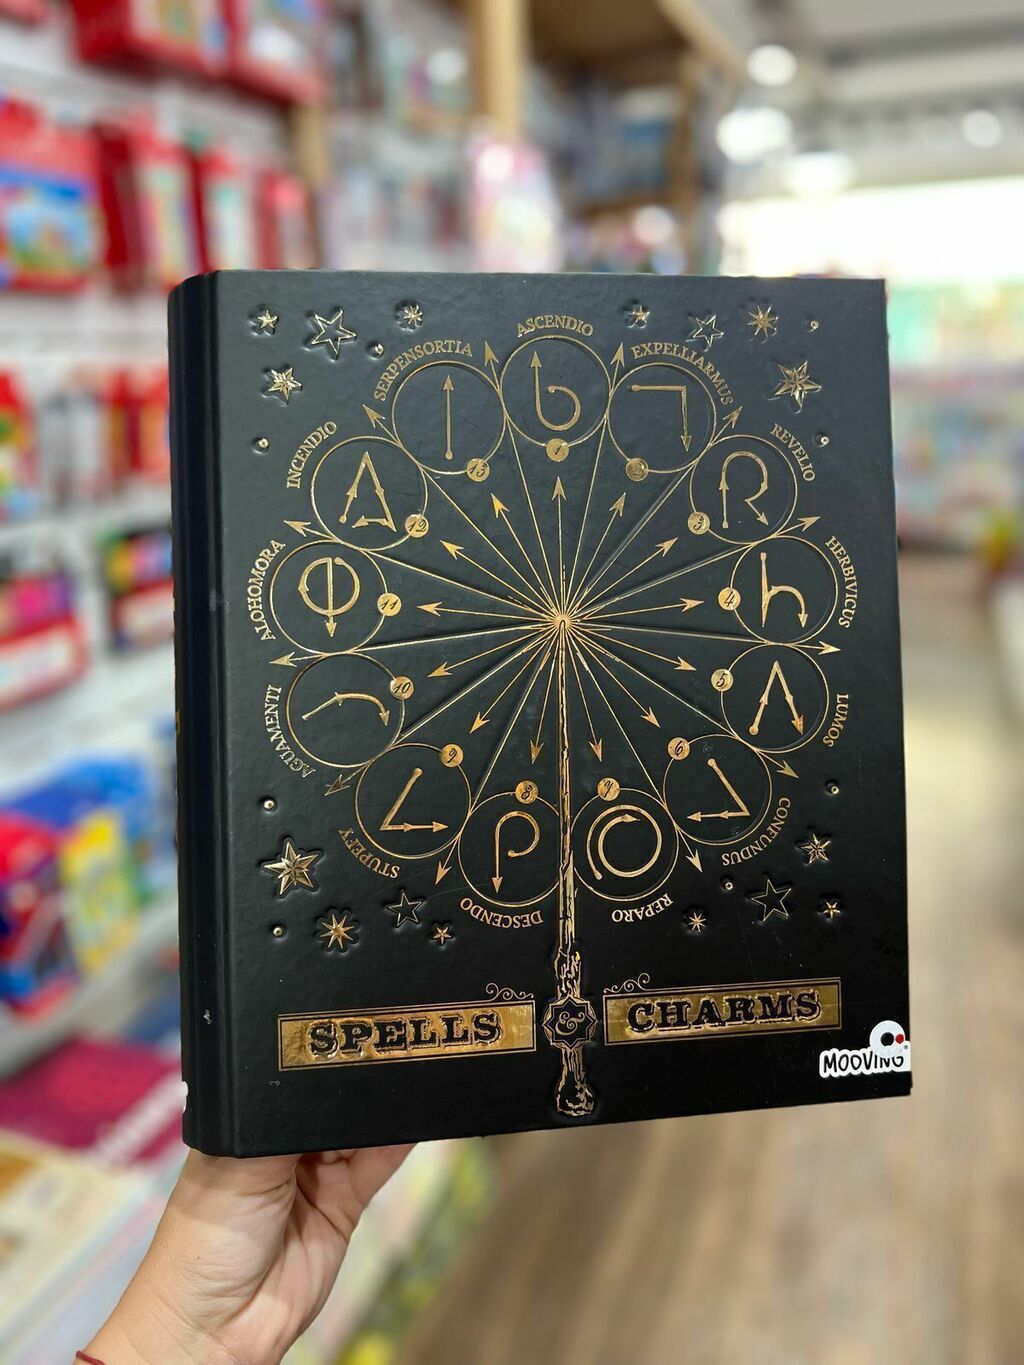 ASCENDIO
1
EXPELLIARMUS
2
REVELIO
3
HERBIVICUS
4
LUMOS
5
CONFUNDUS
6
REPARO
7
DESCENDO
8
STUPEFY
9
AGUAMENTI
10
ALOHOMORA
11
INCENDIO
12
SERPENSORTIA
13
SPELLS & CHARMS
MOOVING